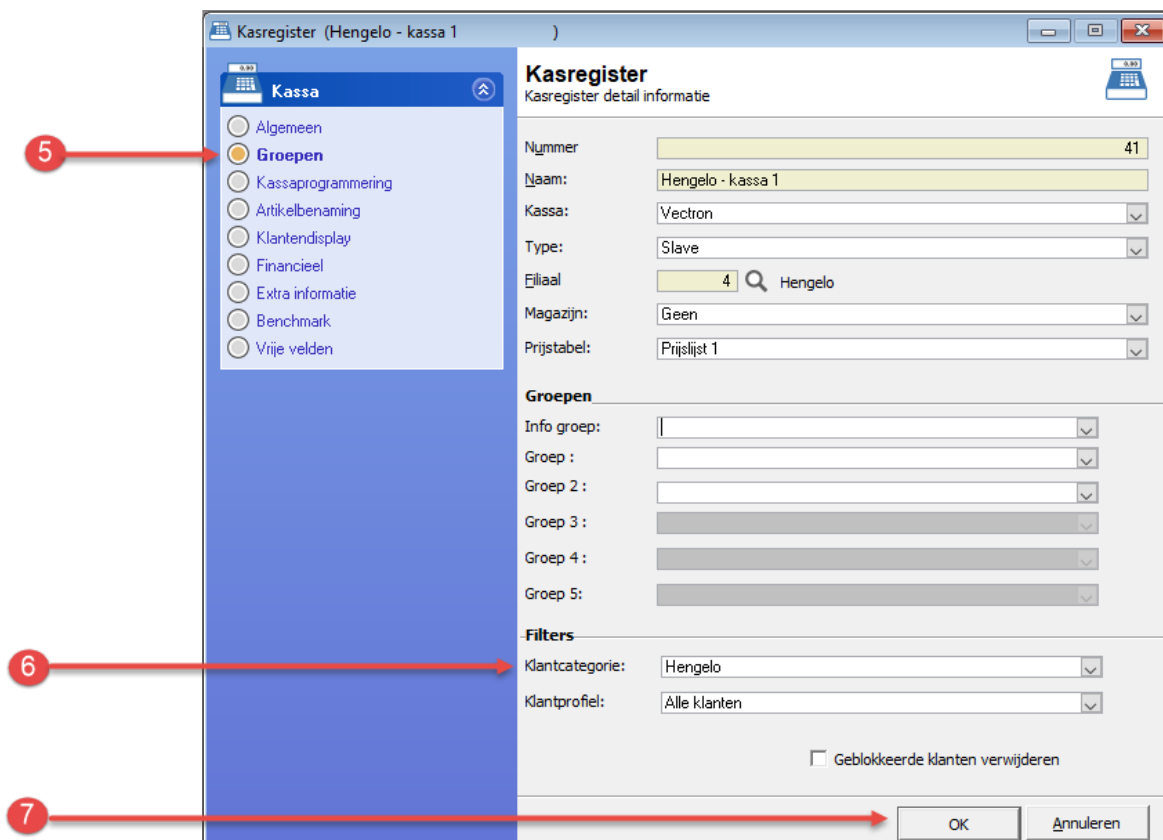 Kasregister (Hengelo - kassa 1 )
0,00
Kassa
5
Algemeen
Groepen
Kassaprogrammering
Artikelbenaming
Klantendisplay
Financieel
Extra informatie
Benchmark
Vrije velden
Kasregister
Kasregister detail informatie
0,00
Nummer 41
Naam: Hengelo - kassa 1
Kassa: Vectron
Type: Slave
Filiaal 4 Hengelo
Magazijn: Geen
Prijstabel: Prijslijst 1
Groepen
Info groep:
Groep :
Groep 2 :
Groep 3 :
Groep 4 :
Groep 5:
Filters
6 Klantcategorie: Hengelo
Klantprofiel: Alle klanten
Geblokkeerde klanten verwijderen
7 OK Annuleren